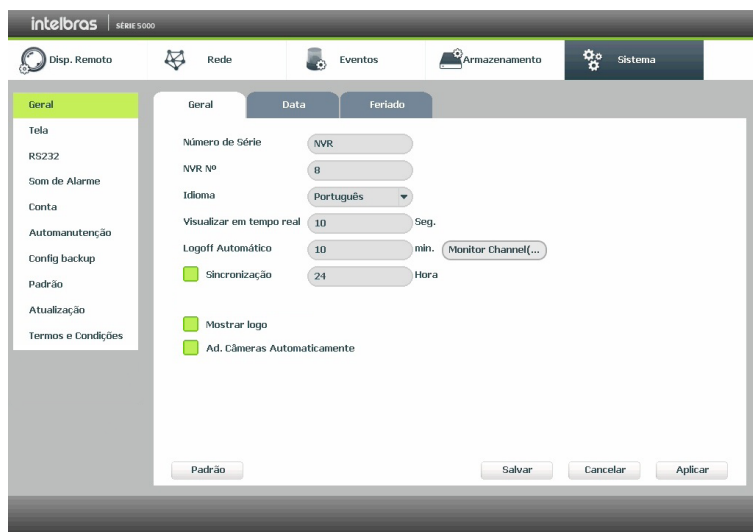 intelbras SÉRIE 5000
Disp. Remoto Rede Eventos Armazenamento Sistema
Geral
Tela
RS232
Som de Alarme
Conta
Automanutenção
Config backup
Padrão
Atualização
Termos e Condições
Geral Data Feriado
Número de Série NVR
NVR Nº 8
Idioma Português
Visualizar em tempo real 10 Seg.
Logoff Automático 10 min. Monitor Channel(...
Sincronização 24 Hora
Mostrar logo
Ad. Câmeras Automaticamente
Padrão Salvar Cancelar Aplicar